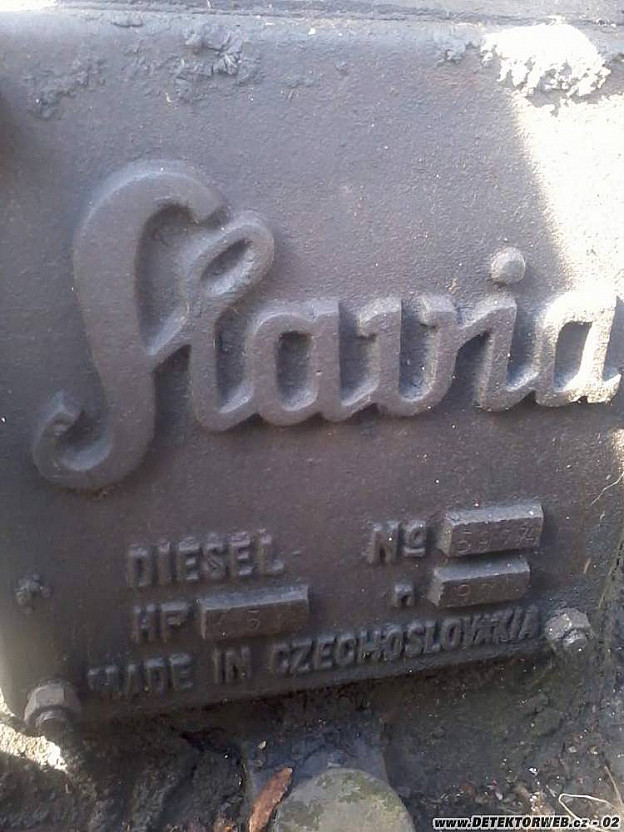 Slavia
DIESEL Nº
HP n
MADE IN CZECHOSLOVAKIA
WWW.DETEKTORWEB.cz - 02